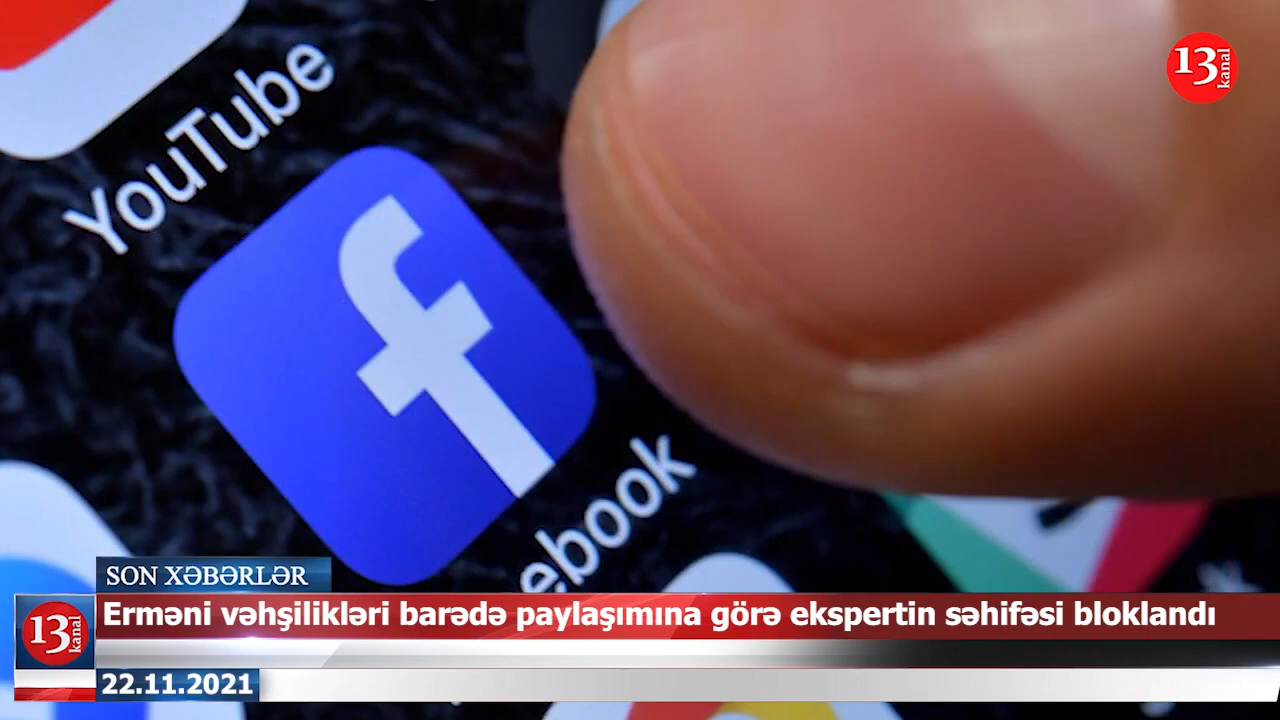 YouTube
13 kanal
ebook
SON XƏBƏRLƏR
13 kanal
Erməni vəhşilikləri barədə paylaşımına görə ekspertin səhifəsi bloklandı
22.11.2021